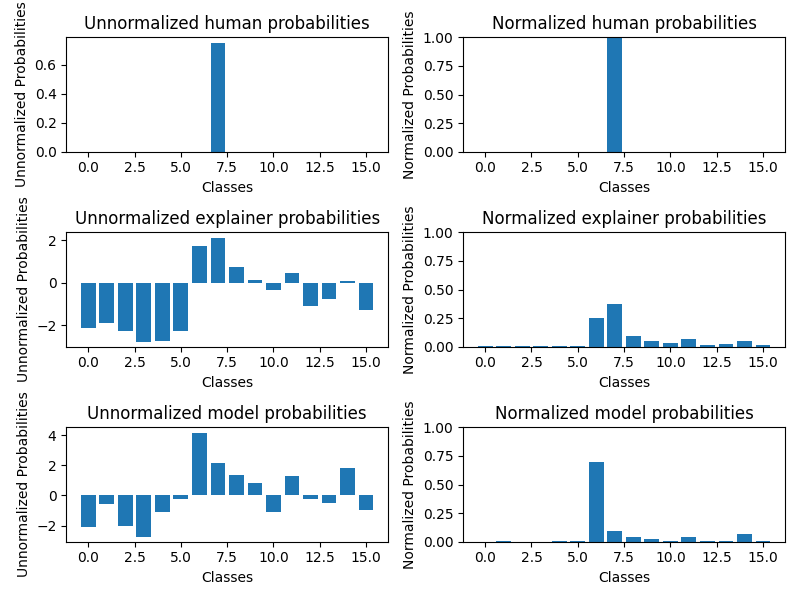 Unnormalized human probabilities
Unnormalized Probabilities
0.6
0.4
0.2
0.0
0.0 2.5 5.0 7.5 10.0 12.5 15.0
Classes
Normalized human probabilities
Normalized Probabilities
1.00
0.75
0.50
0.25
0.00
0.0 2.5 5.0 7.5 10.0 12.5 15.0
Classes
Unnormalized explainer probabilities
Unnormalized Probabilities
2
0
−2
0.0 2.5 5.0 7.5 10.0 12.5 15.0
Classes
Normalized explainer probabilities
Normalized Probabilities
1.00
0.75
0.50
0.25
0.00
0.0 2.5 5.0 7.5 10.0 12.5 15.0
Classes
Unnormalized model probabilities
Unnormalized Probabilities
4
2
0
−2
0.0 2.5 5.0 7.5 10.0 12.5 15.0
Classes
Normalized model probabilities
Normalized Probabilities
1.00
0.75
0.50
0.25
0.00
0.0 2.5 5.0 7.5 10.0 12.5 15.0
Classes